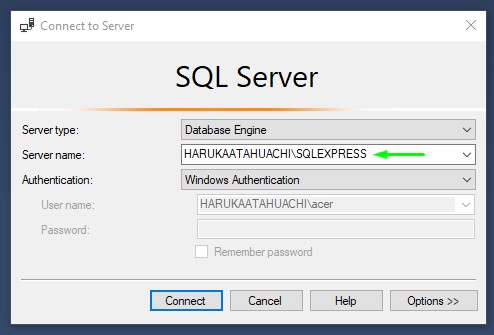 Connect to Server
SQL Server
Server type: Database Engine
Server name: HARUKAATAHUACHI\SQLEXPRESS
Authentication: Windows Authentication
User name: HARUKAATAHUACHI\acer
Password:
Remember password
Connect Cancel Help Options >>